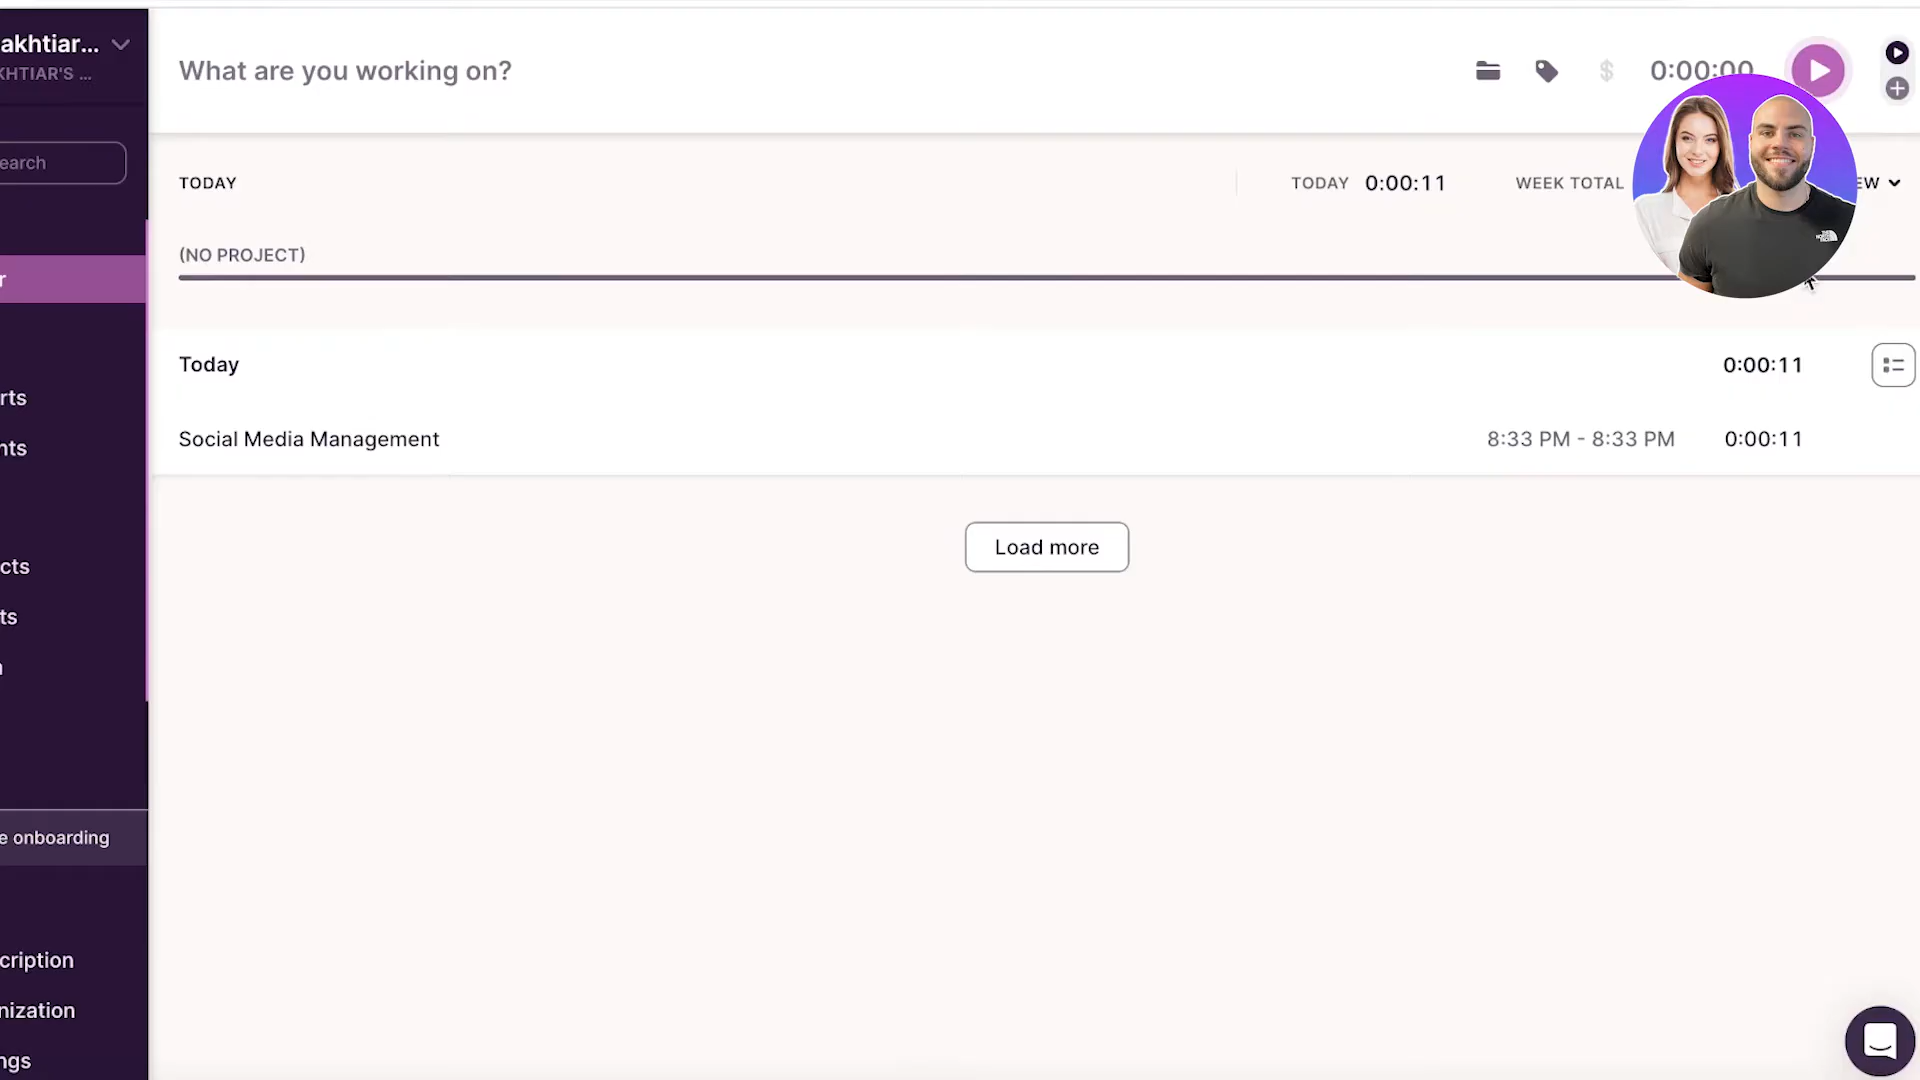 akhtiar...
KHTIAR'S ...
What are you working on?
$
0:00:00
earch
TODAY
TODAY 0:00:11
WEEK TOTAL
EW
(NO PROJECT)
r
Today
0:00:11
rts
Social Media Management
8:33 PM - 8:33 PM
0:00:11
nts
Load more
cts
ts
e onboarding
cription
nization
ngs